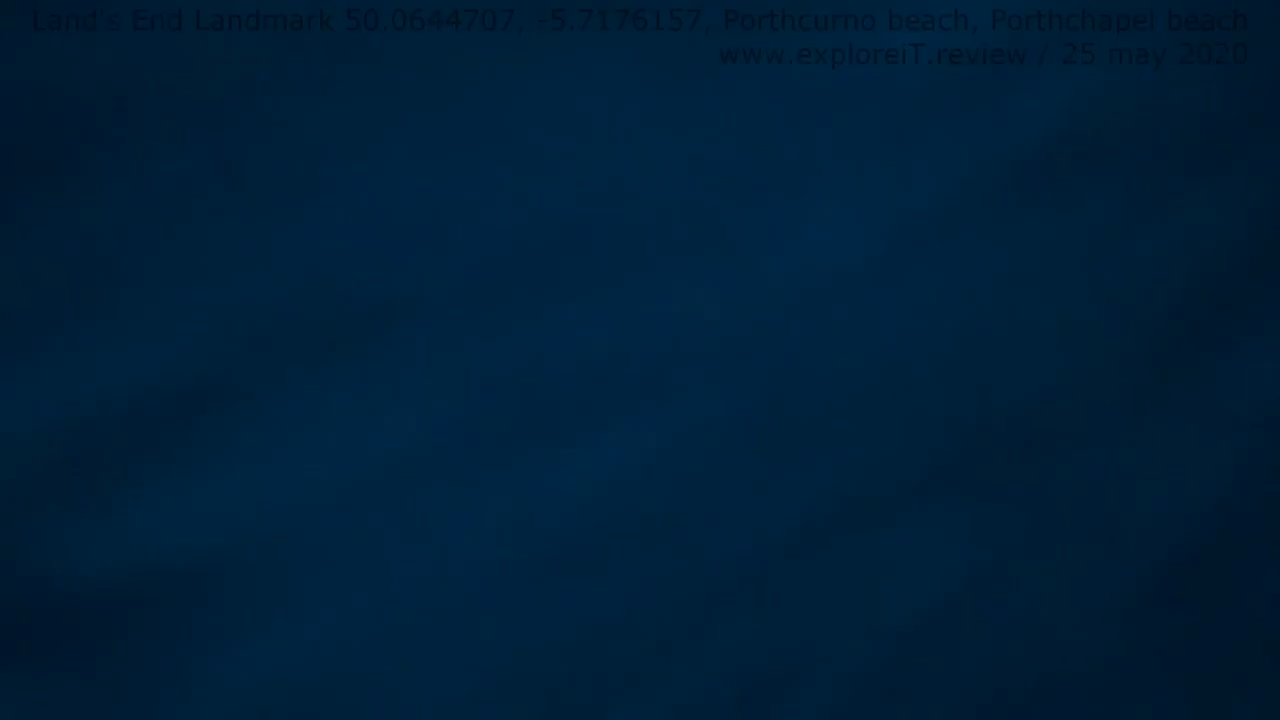 Land's End Landmark 50.0644707, -5.7176157, Porthcurno beach, Porthchapel beach
www.exploreiT.review / 25 may 2020